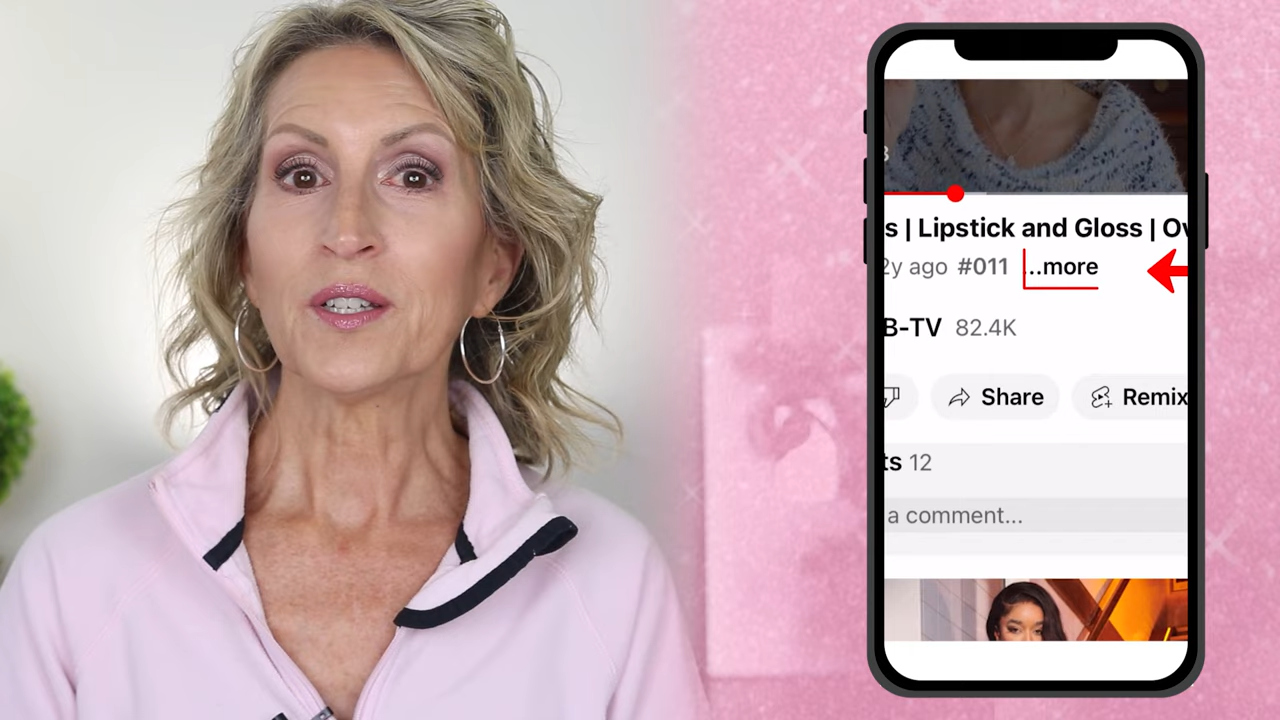 s | Lipstick and Gloss | Ov
2y ago #011 ...more
B-TV 82.4K
Share Remix
ts 12
a comment...